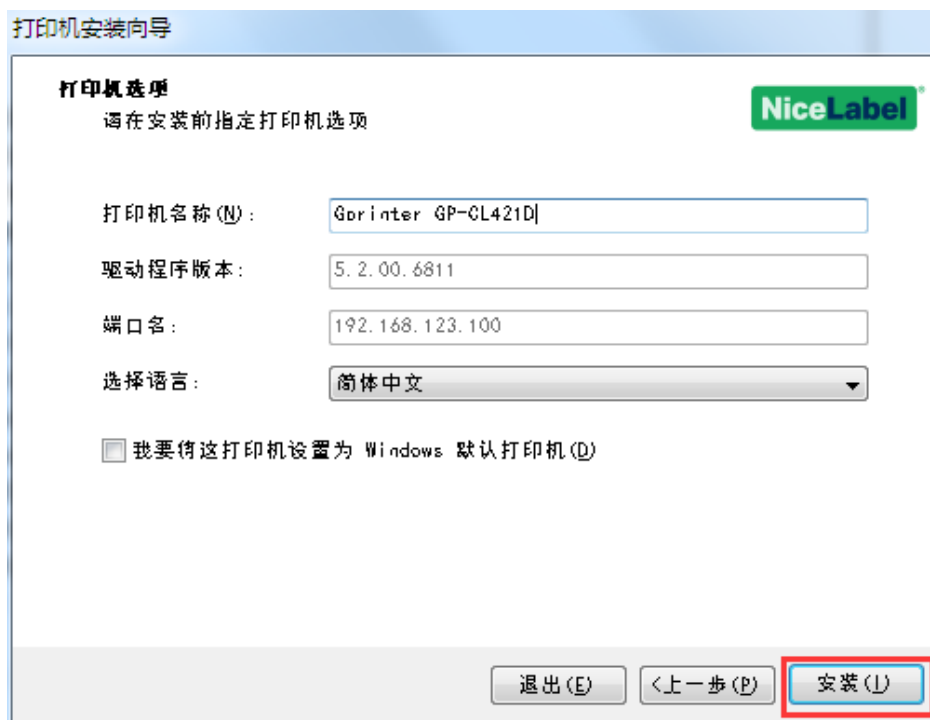 打印机安装向导
打印机选项
请在安装前指定打印机选项
NiceLabel®
打印机名称(N): Gprinter GP-CL421D
驱动程序版本: 5.2.00.6811
端口名: 192.168.123.100
选择语言: 简体中文
我要将这打印机设置为 Windows 默认打印机(D)
退出(E) <上一步(P) 安装(I)